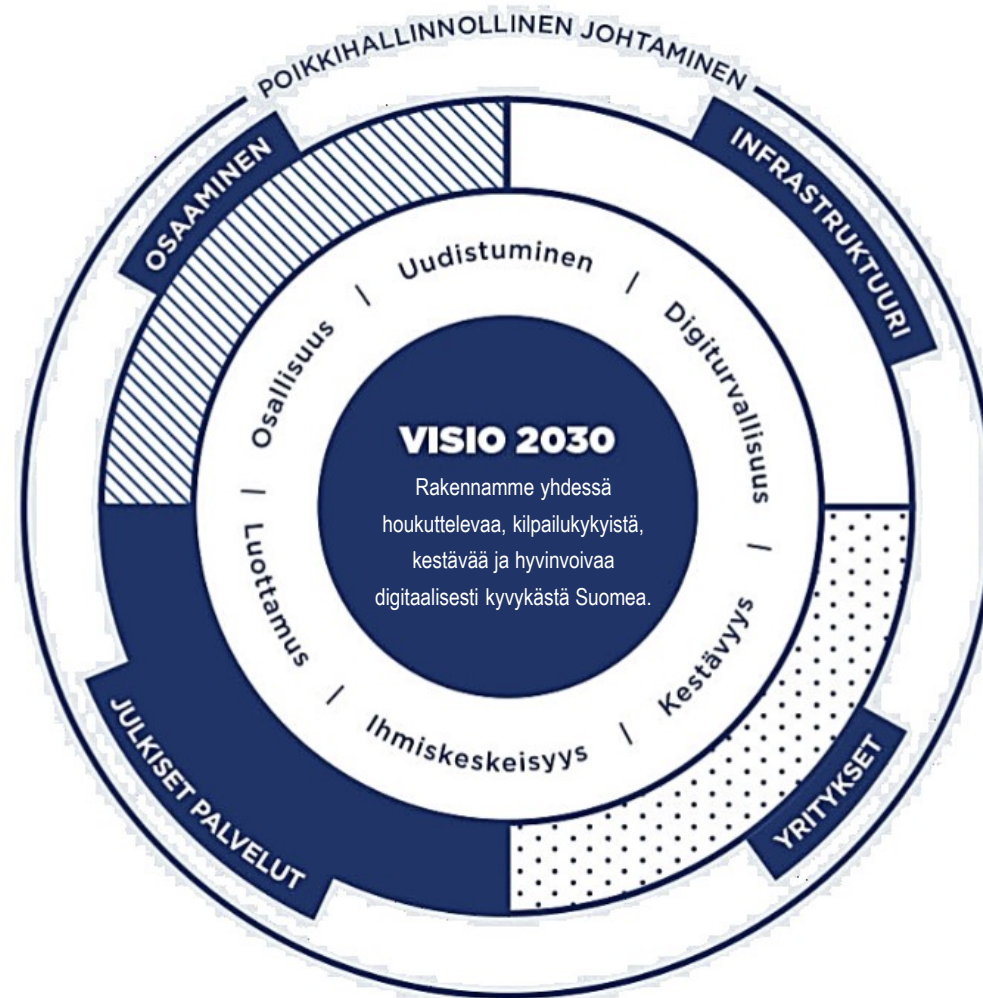 POIKKIHALLINNOLLINEN JOHTAMINEN
OSAAMINEN
INFRASTRUKTUURI
Uudistuminen
/
Digiturvallisuus
/
Kestävyys
/
Ihmiskeskeisyys
/
Luottamus
/
Osallisuus
/
VISIO 2030
Rakennamme yhdessä
houkuttelevaa, kilpailukykyistä,
kestävää ja hyvinvoivaa
digitaalisesti kyvykästä Suomea.
JULKISET PALVELUT
YRITYKSET